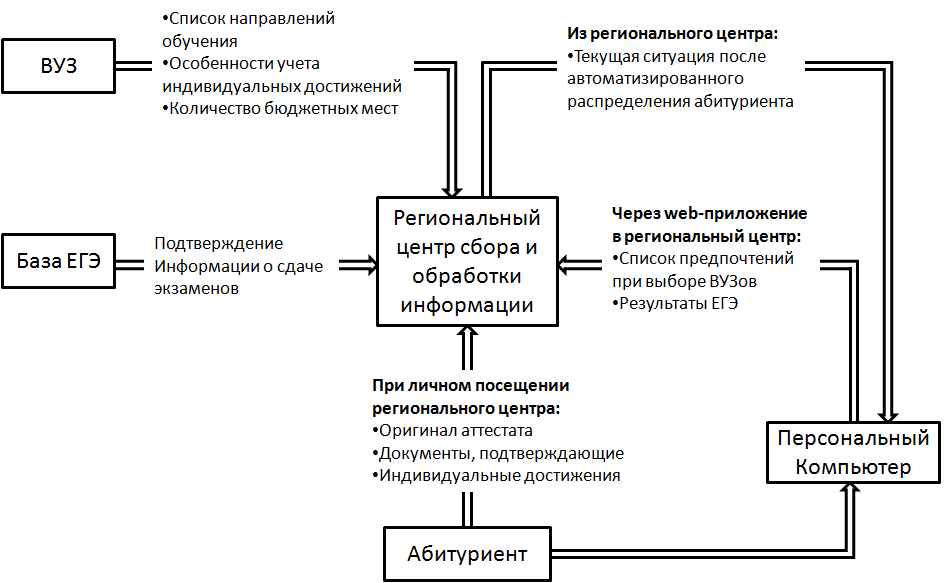 ВУЗ
•Список направлений
обучения
•Особенности учета
индивидуальных достижений
•Количество бюджетных мест
Из регионального центра:
•Текущая ситуация после
автоматизированного
распределения абитуриента
База ЕГЭ
Подтверждение
Информации о сдаче
экзаменов
Региональный
центр сбора и
обработки
информации
Через web-приложение
в региональный центр:
•Список предпочтений
при выборе ВУЗов
•Результаты ЕГЭ
При личном посещении
регионального центра:
•Оригинал аттестата
•Документы, подтверждающие
•Индивидуальные достижения
Персональный
Компьютер
Абитуриент